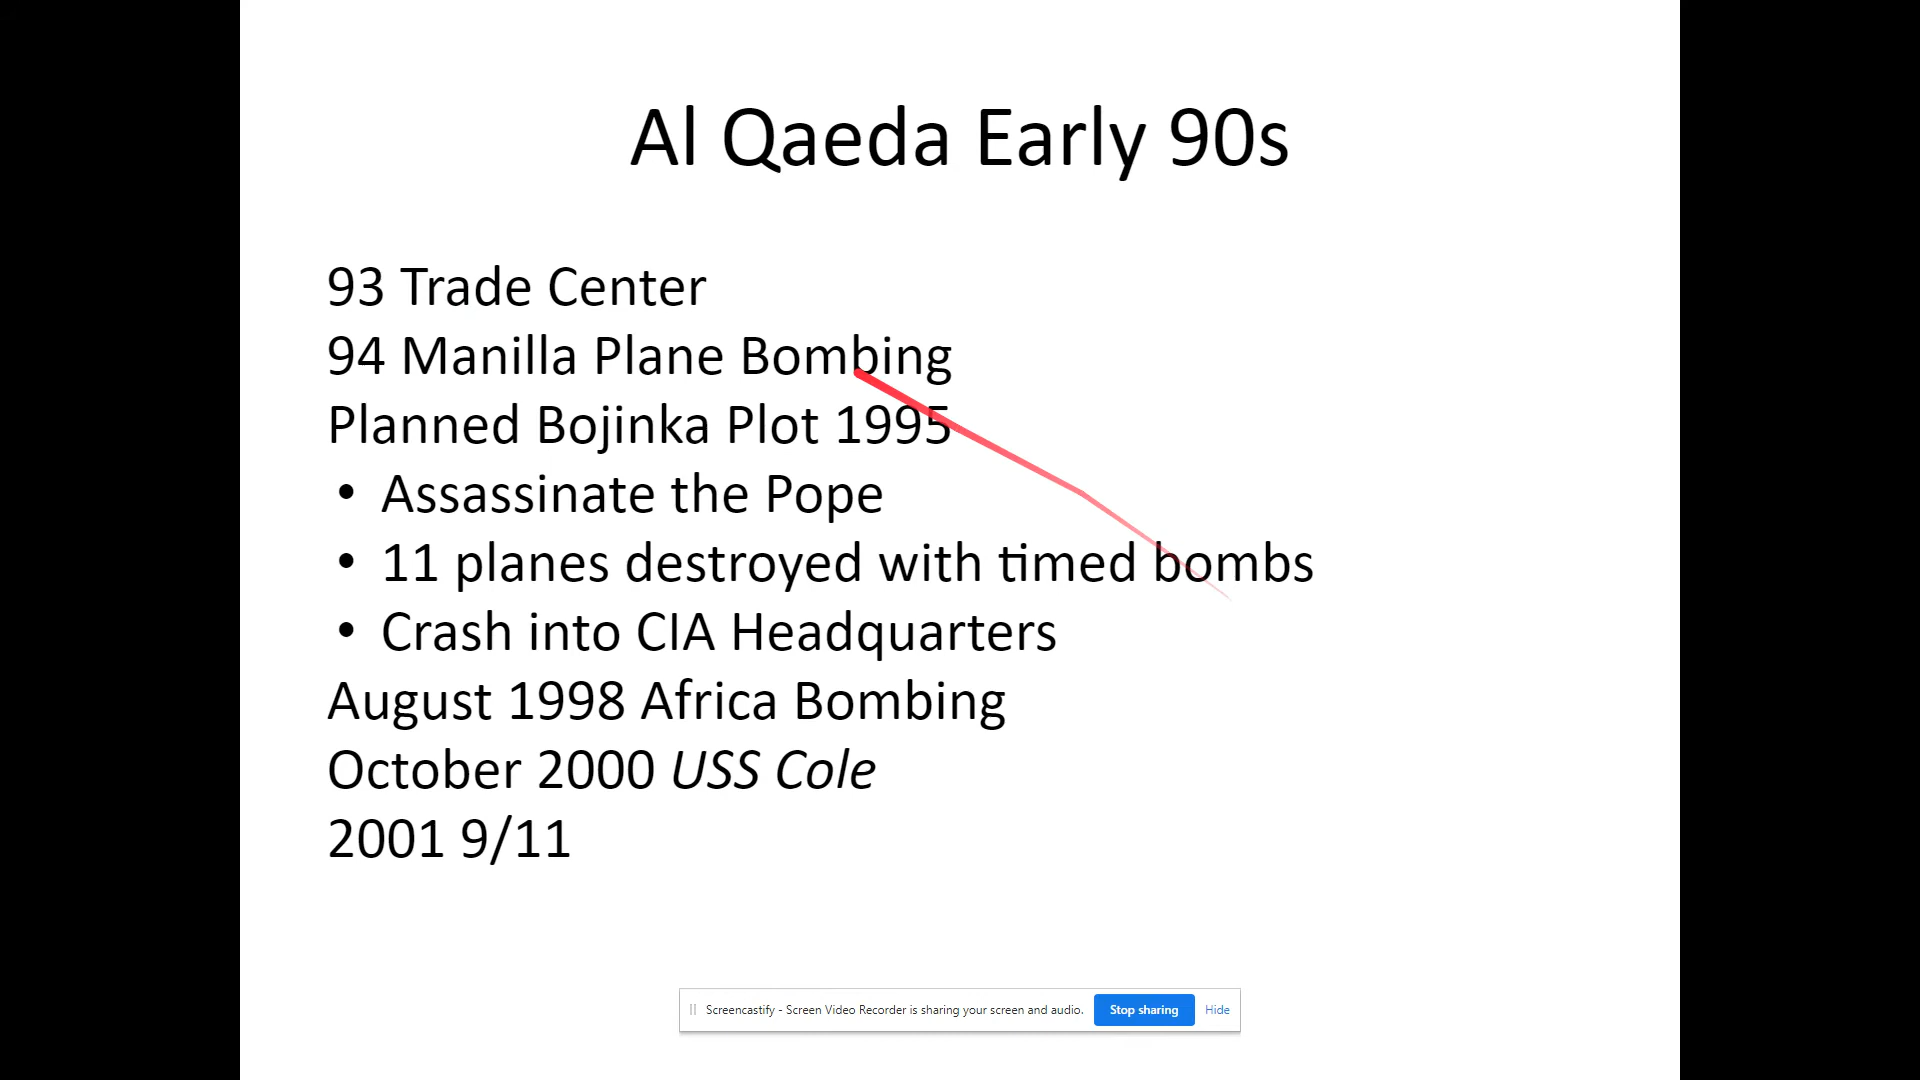 Al Qaeda Early 90s
93 Trade Center
94 Manilla Plane Bombing
Planned Bojinka Plot 1995
• Assassinate the Pope
• 11 planes destroyed with timed bombs
• Crash into CIA Headquarters
August 1998 Africa Bombing
October 2000 USS Cole
2001 9/11
Screencastify - Screen Video Recorder is sharing your screen and audio. Stop sharing Hide